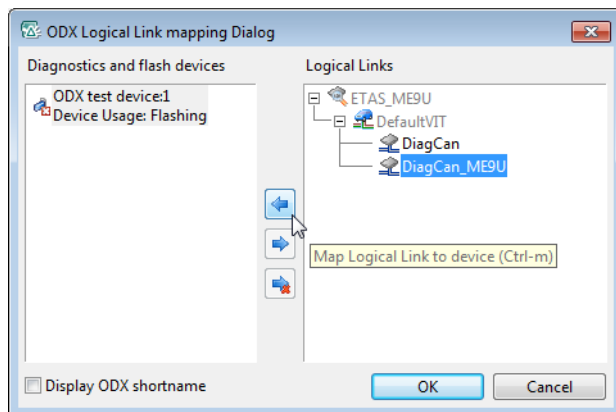 ODX Logical Link mapping Dialog
Diagnostics and flash devices
ODX test device:1
Device Usage: Flashing
Logical Links
ETAS_ME9U
DefaultVIT
DiagCan
DiagCan_ME9U
Map Logical Link to device (Ctrl-m)
Display ODX shortname
OK
Cancel